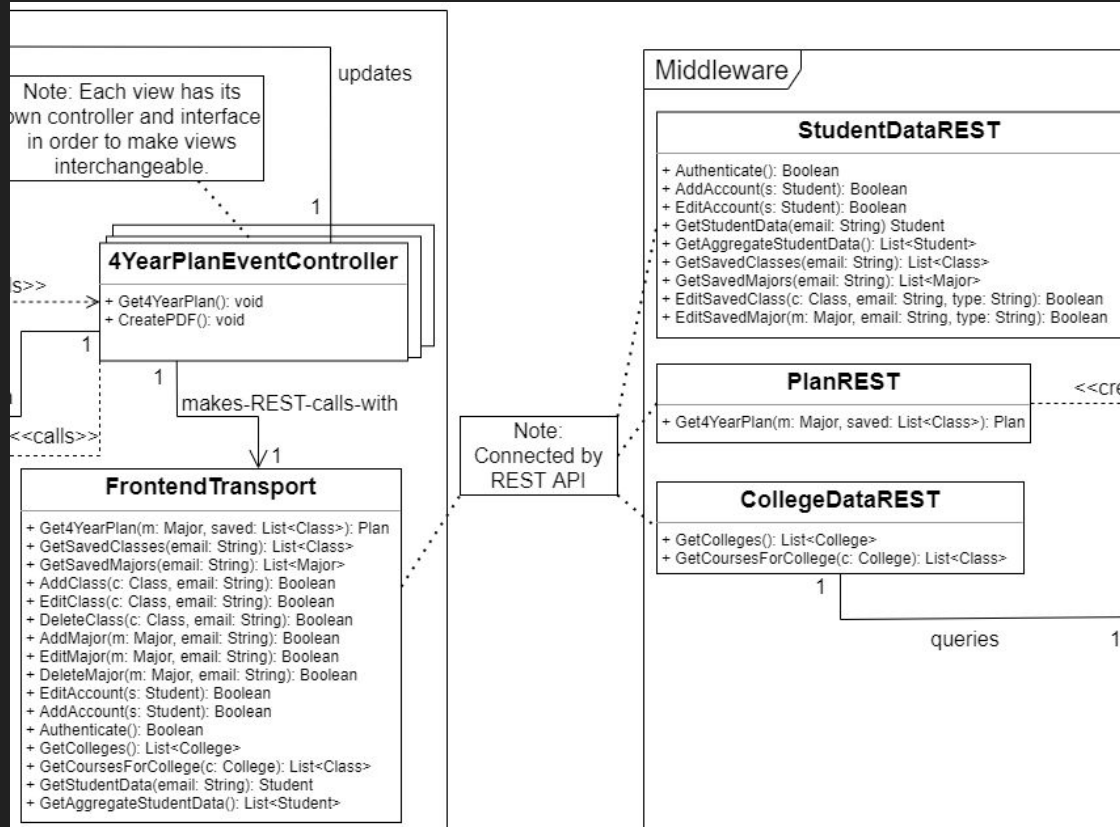 updates
Note: Each view has its
own controller and interface
in order to make views
interchangeable.
1
4YearPlanEventController
+ Get4YearPlan(): void
+ CreatePDF(): void
s>>
1
1
makes-REST-calls-with
<<calls>>
1
FrontendTransport
+ Get4YearPlan(m: Major, saved: List<Class>): Plan
+ GetSavedClasses(email: String): List<Class>
+ GetSavedMajors(email: String): List<Major>
+ AddClass(c: Class, email: String): Boolean
+ EditClass(c: Class, email: String): Boolean
+ DeleteClass(c: Class, email: String): Boolean
+ AddMajor(m: Major, email: String): Boolean
+ EditMajor(m: Major, email: String): Boolean
+ DeleteMajor(m: Major, email: String): Boolean
+ EditAccount(s: Student): Boolean
+ AddAccount(s: Student): Boolean
+ Authenticate(): Boolean
+ GetColleges(): List<College>
+ GetCoursesForCollege(c: College): List<Class>
+ GetStudentData(email: String): Student
+ GetAggregateStudentData(): List<Student>
Note:
Connected by
REST API
Middleware
StudentDataREST
+ Authenticate(): Boolean
+ AddAccount(s: Student): Boolean
+ EditAccount(s: Student): Boolean
+ GetStudentData(email: String) Student
+ GetAggregateStudentData(): List<Student>
+ GetSavedClasses(email: String): List<Class>
+ GetSavedMajors(email: String): List<Major>
+ EditSavedClass(c: Class, email: String, type: String): Boolean
+ EditSavedMajor(m: Major, email: String, type: String): Boolean
PlanREST
+ Get4YearPlan(m: Major, saved: List<Class>): Plan
<<cre
CollegeDataREST
+ GetColleges(): List<College>
+ GetCoursesForCollege(c: College): List<Class>
1
queries
1